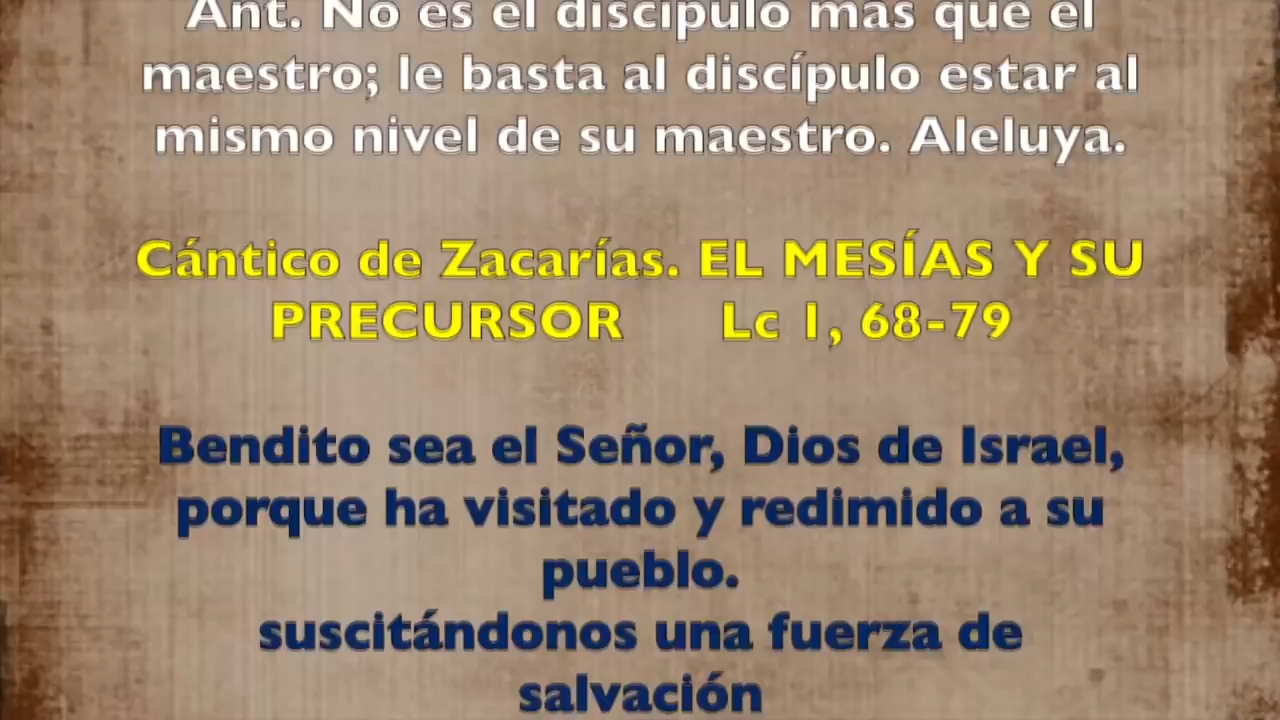 Ant. No es el discípulo más que el
maestro; le basta al discípulo estar al
mismo nivel de su maestro. Aleluya.
Cántico de Zacarías. EL MESÍAS Y SU
PRECURSOR Lc 1, 68-79
Bendito sea el Señor, Dios de Israel,
porque ha visitado y redimido a su
pueblo.
suscitándonos una fuerza de
salvación